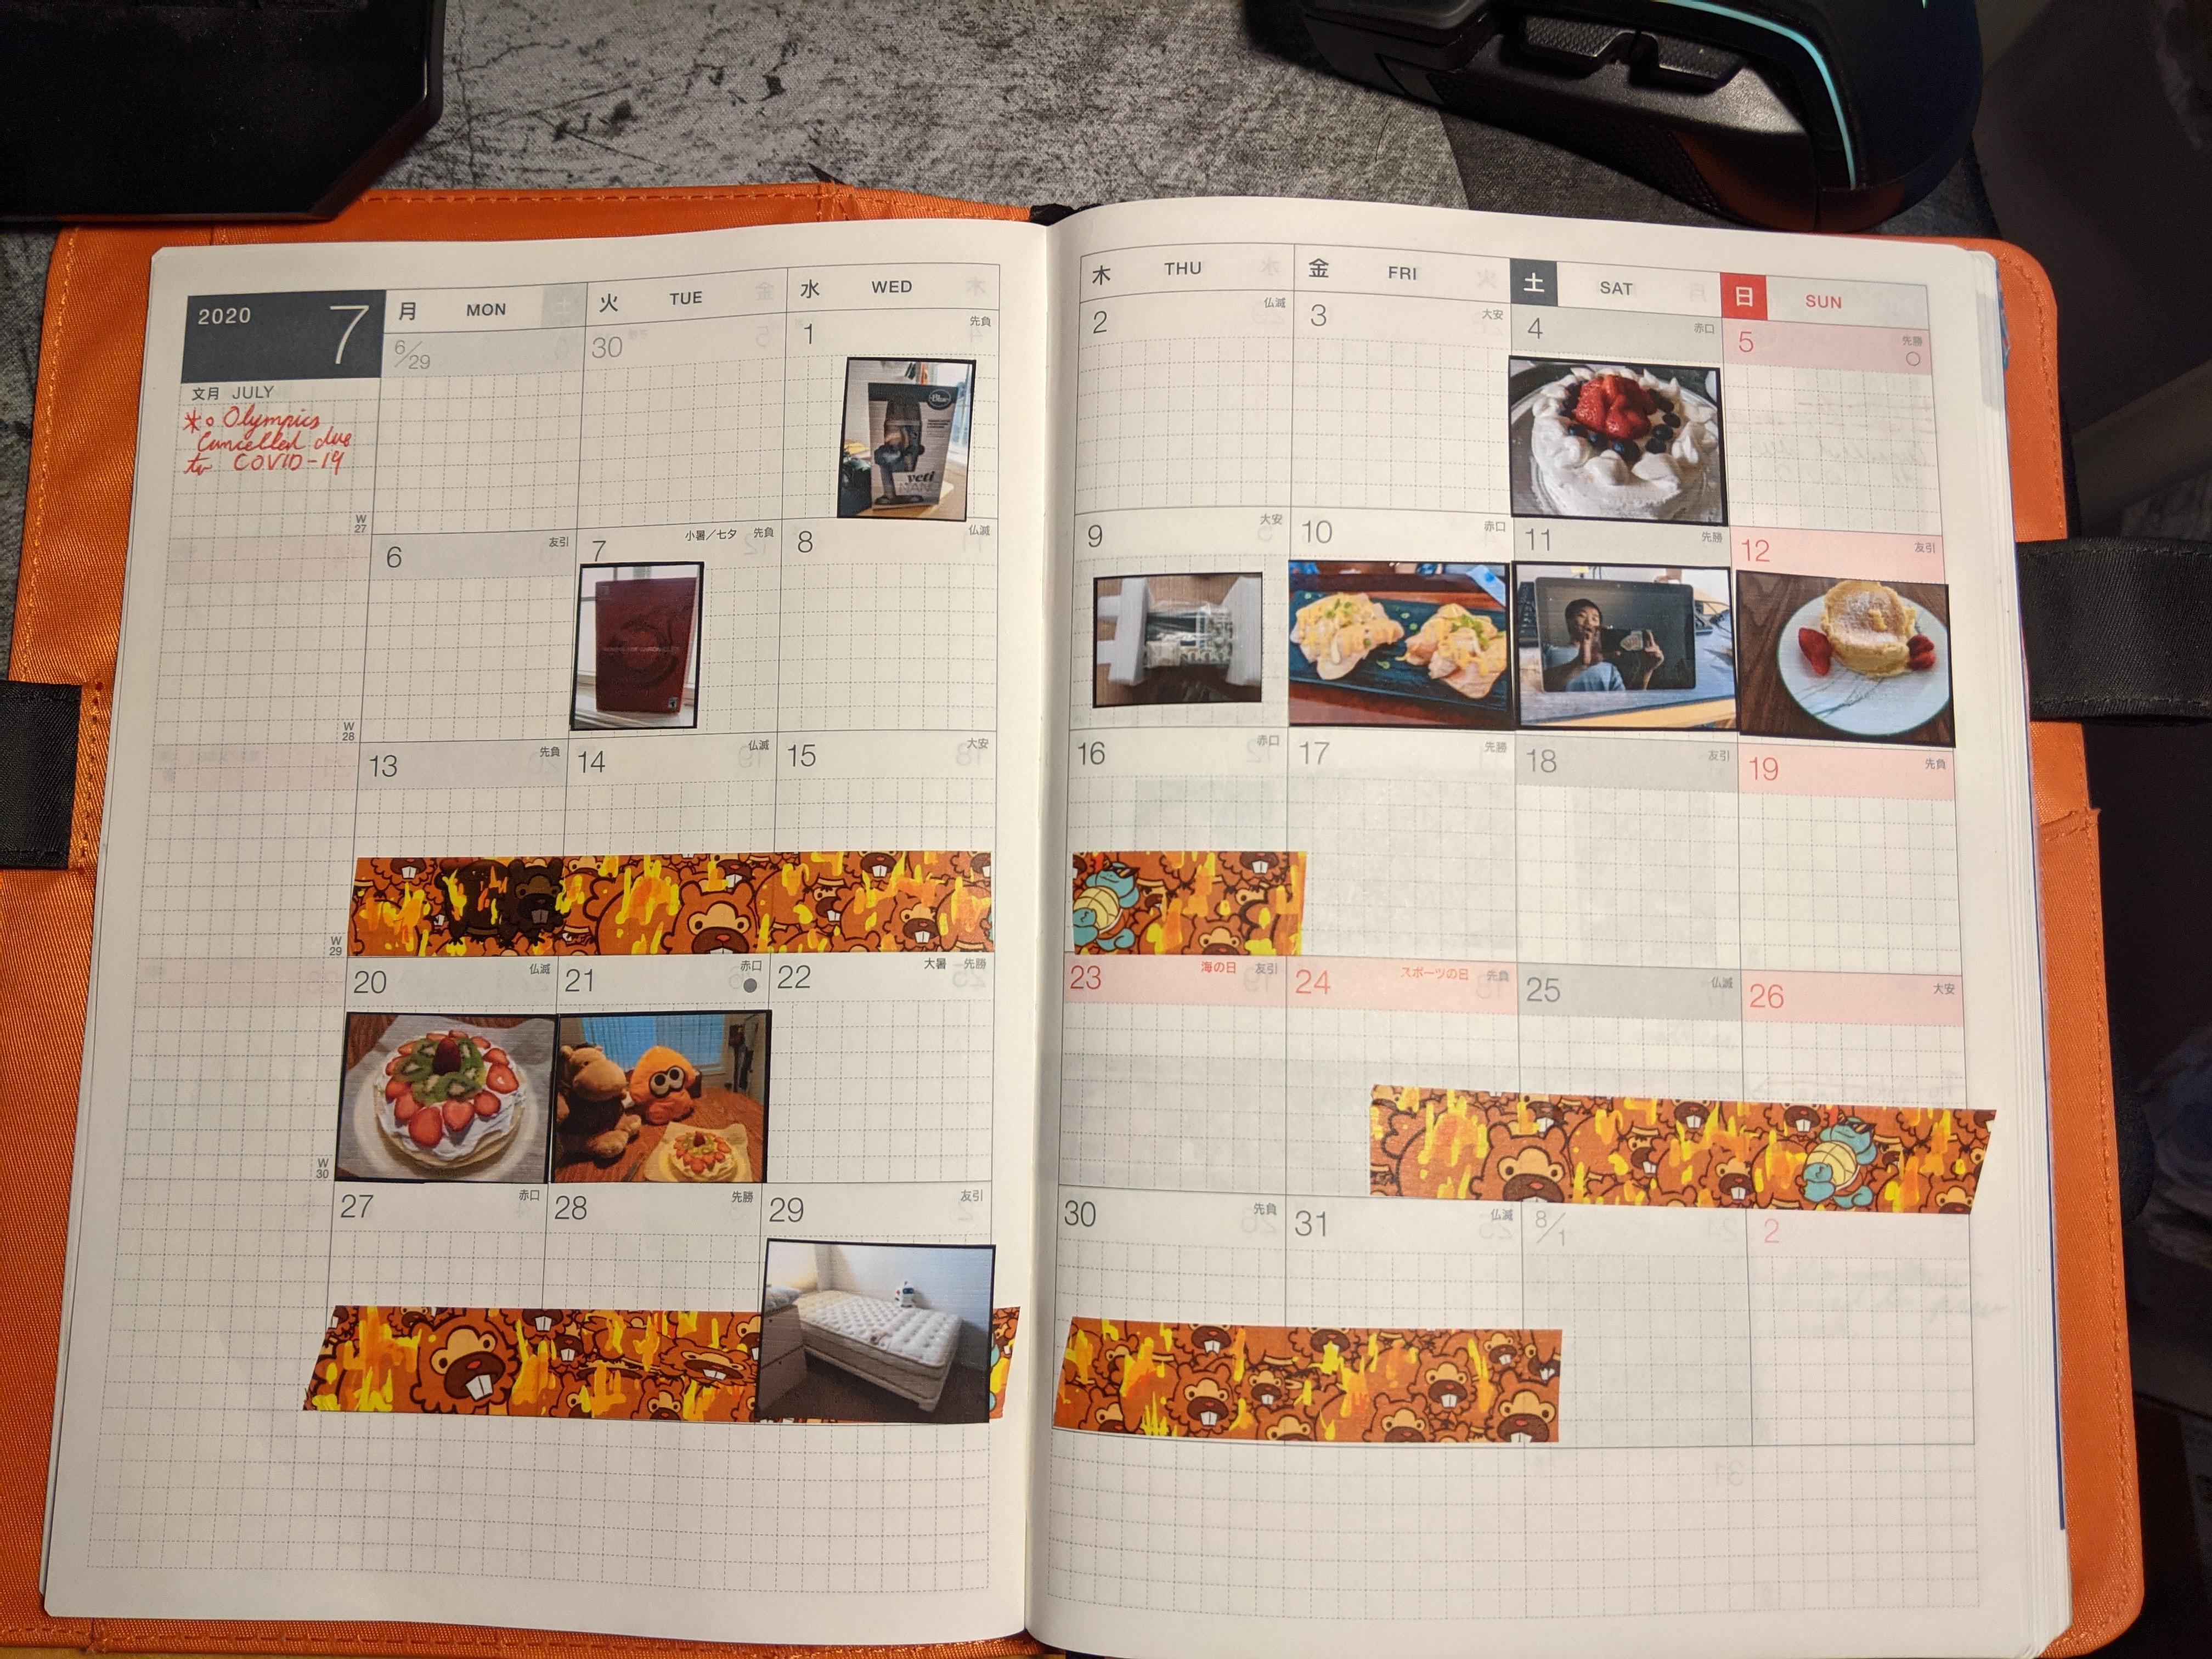 2020 7
文月 JULY
*。Olympics
Cancelled due
to COVID-19
月 MON
火 TUE
水 WED
木 THU
金 FRI
土 SAT
日 SUN
6/29
30
1 先負
2 仏滅
3 大安
4 赤口
5 先勝
Blue
yeti
NANO
W
27
6 友引
7 小暑/七夕 先負
8 仏滅
9 大安
10 赤口
11 先勝
12 友引
W
28
13 先負
14 仏滅
15 大安
16 赤口
17 先勝
18 友引
19 先負
W
29
20 仏滅
21 赤口
22 大暑 先勝
23 海の日 友引
24 スポーツの日 先負
25 仏滅
26 大安
W
30
27 赤口
28 先勝
29 友引
30 先負
31 仏滅
8/1
2